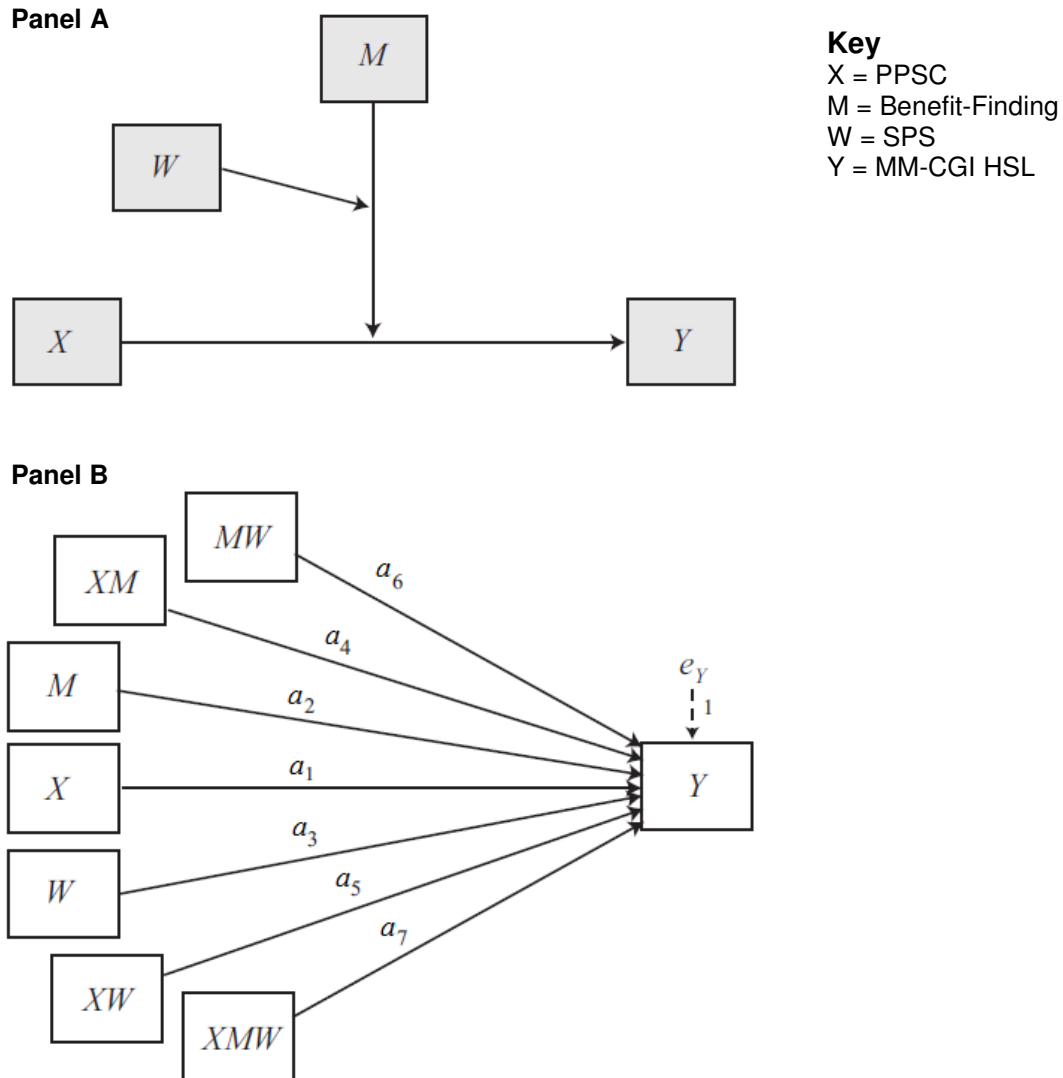 Panel A
M
Key
X = PPSC
M = Benefit-Finding
W = SPS
Y = MM-CGI HSL
W
X
Y
Panel B
MW
a6
XM
a4
M
a2
eY
1
X
a1
Y
W
a3
a5
XW
a7
XMW